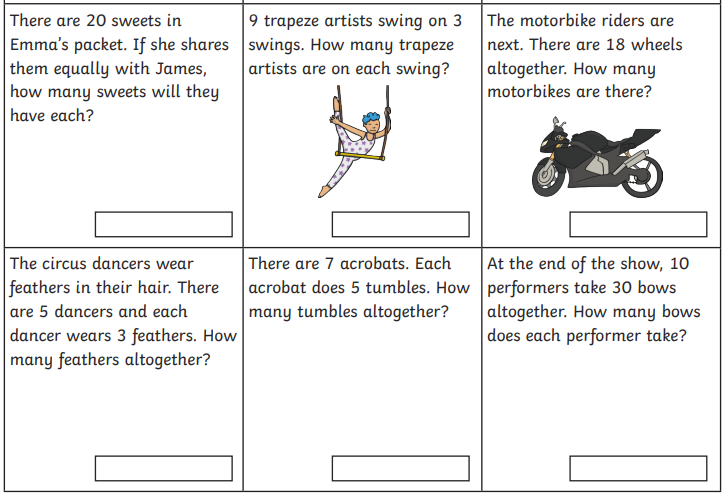 There are 20 sweets in
Emma's packet. If she shares
them equally with James,
how many sweets will they
have each?
9 trapeze artists swing on 3
swings. How many trapeze
artists are on each swing?
The motorbike riders are
next. There are 18 wheels
altogether. How many
motorbikes are there?
The circus dancers wear
feathers in their hair. There
are 5 dancers and each
dancer wears 3 feathers. How
many feathers altogether?
There are 7 acrobats. Each
acrobat does 5 tumbles. How
many tumbles altogether?
At the end of the show, 10
performers take 30 bows
altogether. How many bows
does each performer take?